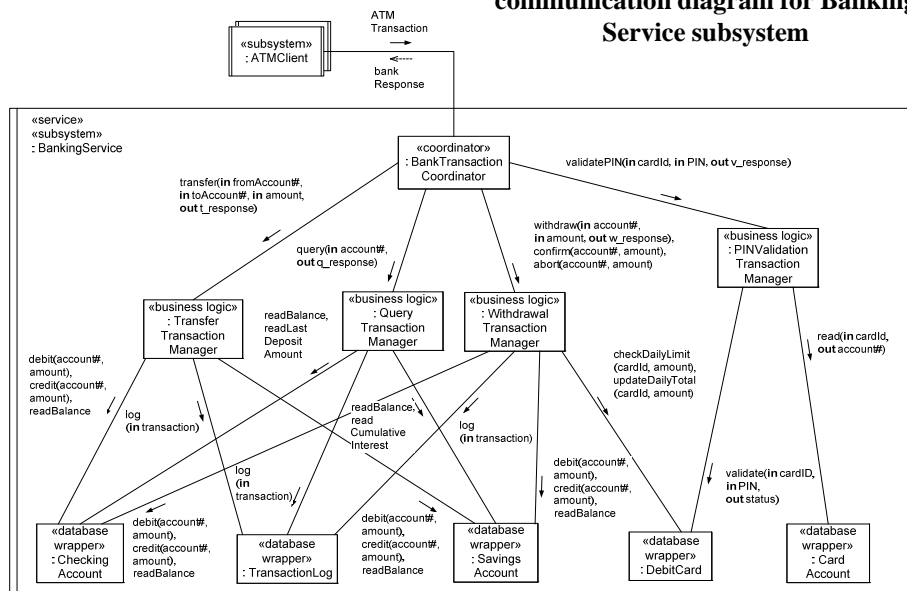 communication diagram for Banking
Service subsystem
ATM
Transaction
«subsystem»
: ATMClient
bank
Response
«service»
«subsystem»
: BankingService
«coordinator»
: BankTransaction
Coordinator
validatePIN(in cardId, in PIN, out v_response)
transfer(in fromAccount#,
in toAccount#, in amount,
out t_response)
query(in account#,
out q_response)
withdraw(in account#,
in amount, out w_response),
confirm(account#, amount),
abort(account#, amount)
«business logic»
: PINValidation
Transaction
Manager
«business logic»
: Transfer
Transaction
Manager
readBalance,
readLast
Deposit
Amount
«business logic»
: Query
Transaction
Manager
«business logic»
: Withdrawal
Transaction
Manager
read(in cardId,
out account#)
debit(account#,
amount),
credit(account#,
amount),
readBalance
checkDailyLimit
(cardId, amount),
updateDailyTotal
(cardId, amount)
log
(in transaction)
readBalance,
read
Cumulative
Interest
log
(in transaction)
log
(in
transaction)
debit(account#,
amount),
credit(account#,
amount),
readBalance
validate(in cardID,
in PIN,
out status)
debit(account#,
amount),
credit(account#,
amount),
readBalance
debit(account#,
amount),
credit(account#,
amount),
readBalance
«database
wrapper»
: Checking
Account
«database
wrapper»
: TransactionLog
«database
wrapper»
: Savings
Account
«database
wrapper»
: DebitCard
«database
wrapper»
: Card
Account